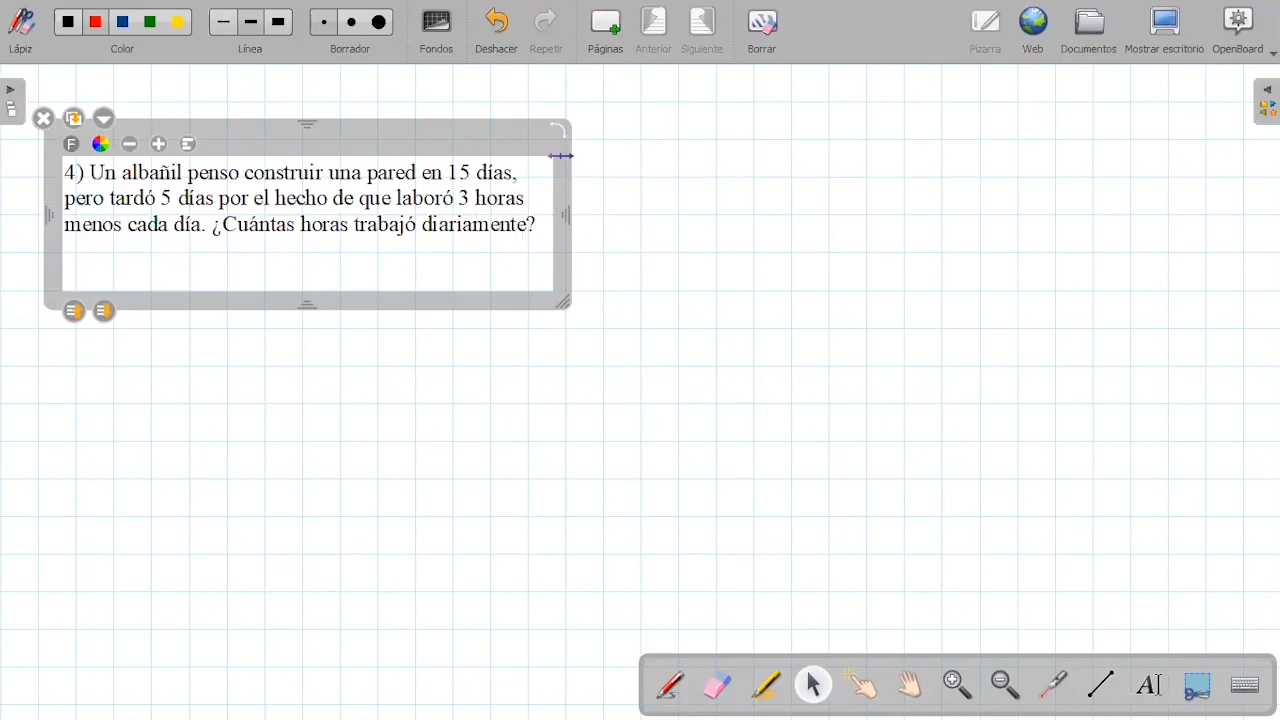 Lápiz
Color
Línea
Borrador
Fondos
Deshacer
Repetir
Páginas
Anterior
Siguiente
Borrar
Pizarra
Web
Documentos
Mostrar escritorio
OpenBoard
F
4) Un albañil penso construir una pared en 15 días,
pero tardó 5 días por el hecho de que laboró 3 horas
menos cada día. ¿Cuántas horas trabajó diariamente?